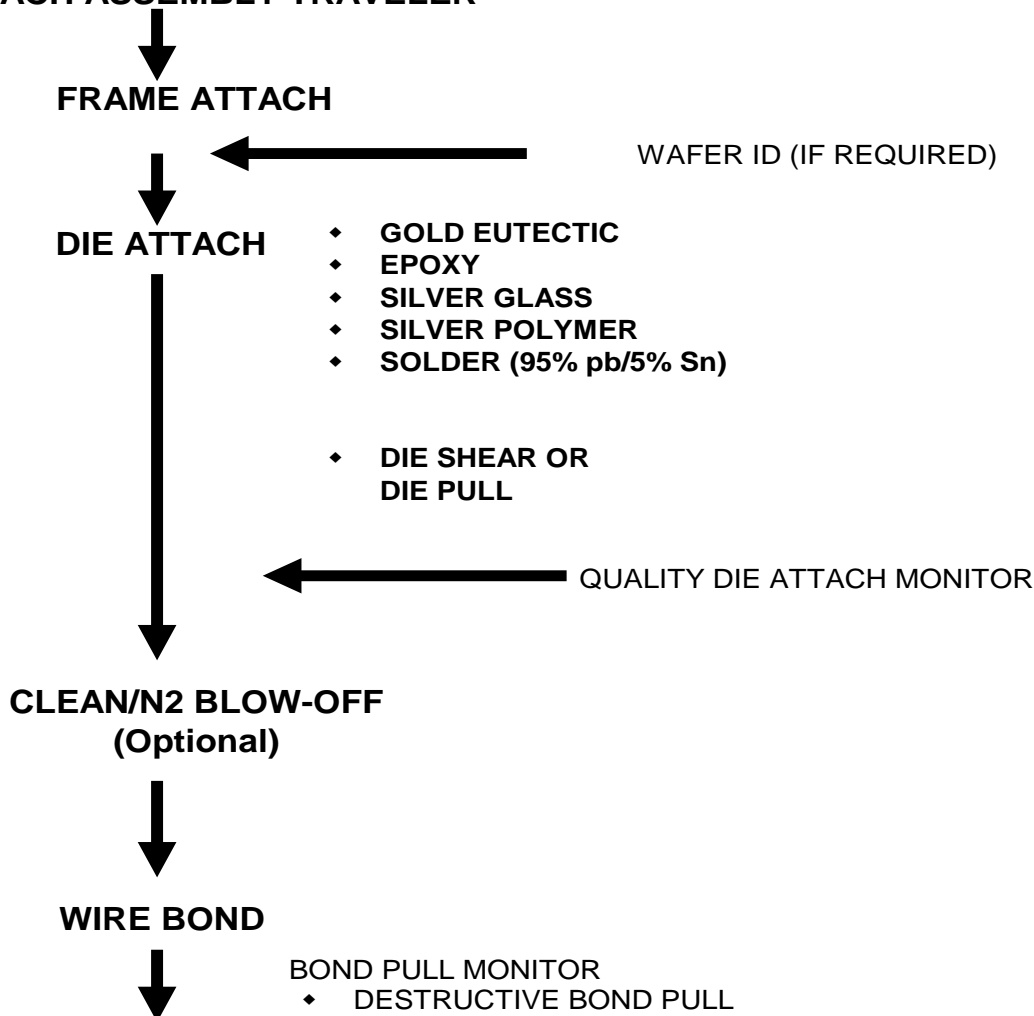 ASSEMBLY TRAVELER
FRAME ATTACH
WAFER ID (IF REQUIRED)
DIE ATTACH
◆ GOLD EUTECTIC
◆ EPOXY
◆ SILVER GLASS
◆ SILVER POLYMER
◆ SOLDER (95% pb/5% Sn)
◆ DIE SHEAR OR
DIE PULL
QUALITY DIE ATTACH MONITOR
CLEAN/N2 BLOW-OFF
(Optional)
WIRE BOND
BOND PULL MONITOR
◆ DESTRUCTIVE BOND PULL